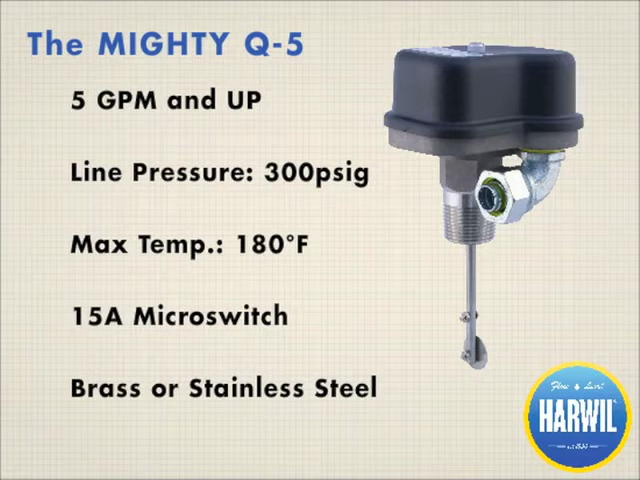 The MIGHTY Q-5
5 GPM and UP
Line Pressure: 300psig
Max Temp.: 180°F
15A Microswitch
Brass or Stainless Steel
Flow & Level
HARWIL